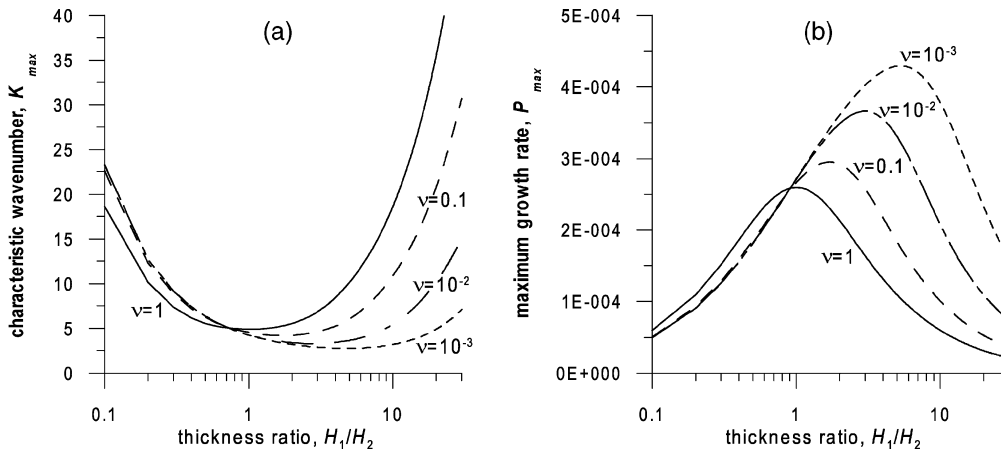 (a)
characteristic wavenumber, K max
40
35
30
25
20
15
10
5
0
ν=0.1
ν=10-2
ν=10-3
ν=1
0.1
1
10
thickness ratio, H1/H2
(b)
maximum growth rate, P max
5E-004
4E-004
3E-004
2E-004
1E-004
0E+000
ν=10-3
ν=10-2
ν=0.1
ν=1
0.1
1
10
thickness ratio, H1/H2